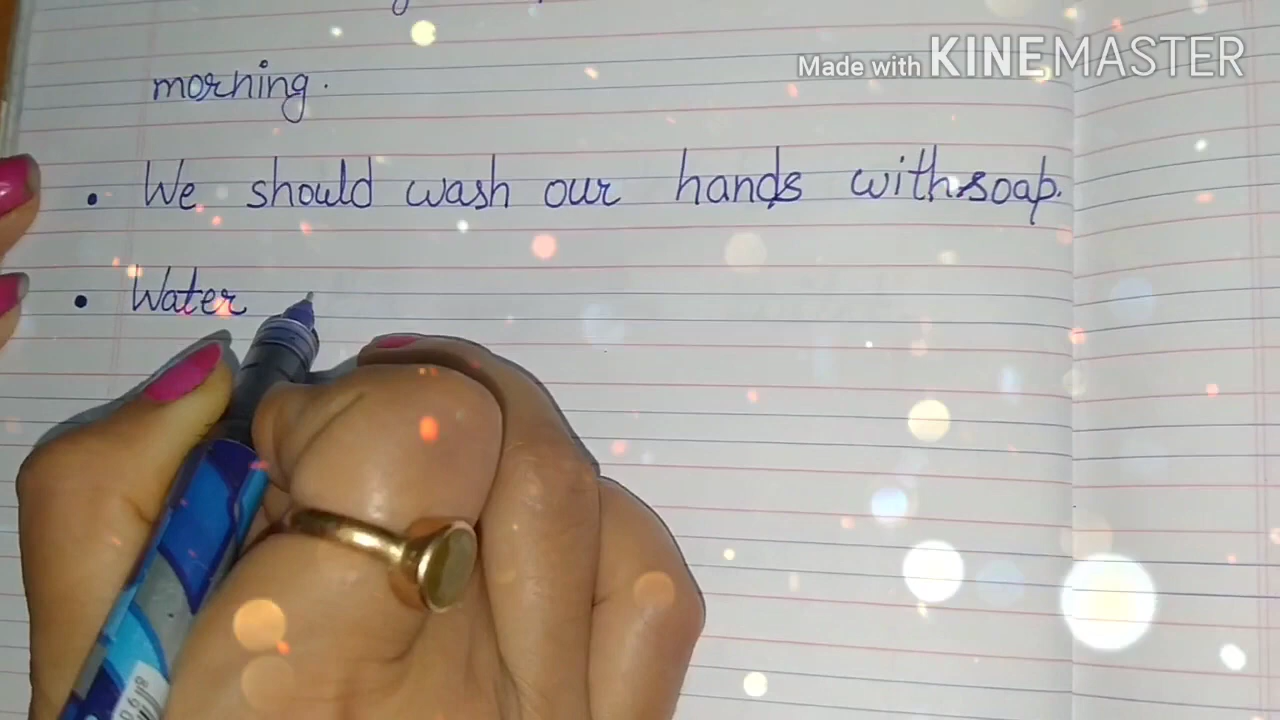 Made with KINEMASTER
morning.
• We should wash our hands with soap.
• Water